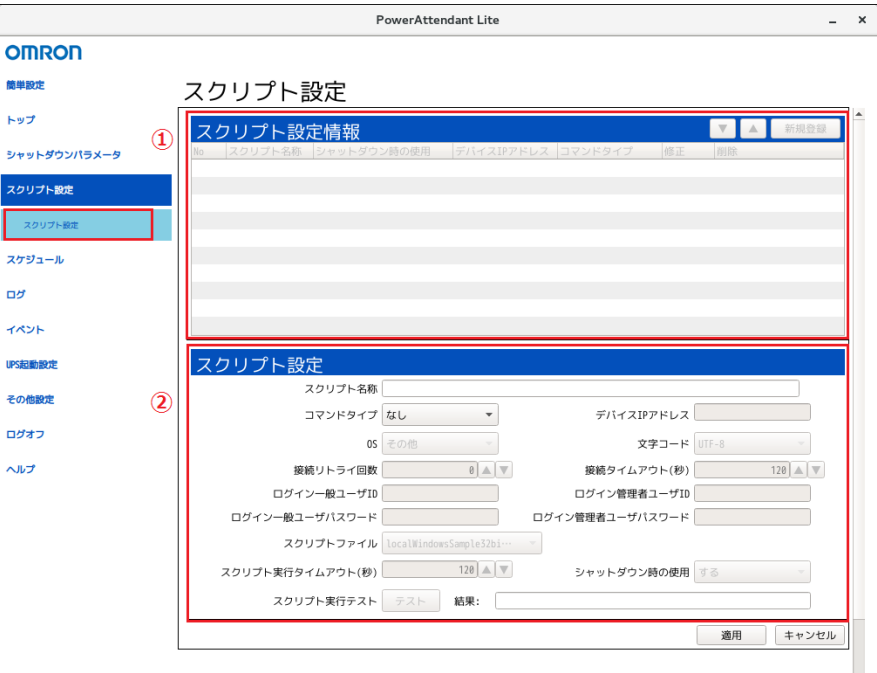 PowerAttendant Lite
OMRON
簡単設定
トップ
シャットダウンパラメータ
スクリプト設定
スクリプト設定
スケジュール
ログ
イベント
UPS起動設定
その他設定
ログオフ
ヘルプ
スクリプト設定
①
スクリプト設定情報
▼ ▲ 新規登録
No スクリプト名称 シャットダウン時の使用 デバイスIPアドレス コマンドタイプ 修正 削除
②
スクリプト設定
スクリプト名称
コマンドタイプ なし デバイスIPアドレス
OS その他 文字コード UTF-8
接続リトライ回数 0 接続タイムアウト(秒) 120
ログイン一般ユーザID ログイン管理者ユーザID
ログイン一般ユーザパスワード ログイン管理者ユーザパスワード
スクリプトファイル localWindowsSample32bi…
スクリプト実行タイムアウト(秒) 120 シャットダウン時の使用 する
スクリプト実行テスト テスト 結果:
適用 キャンセル